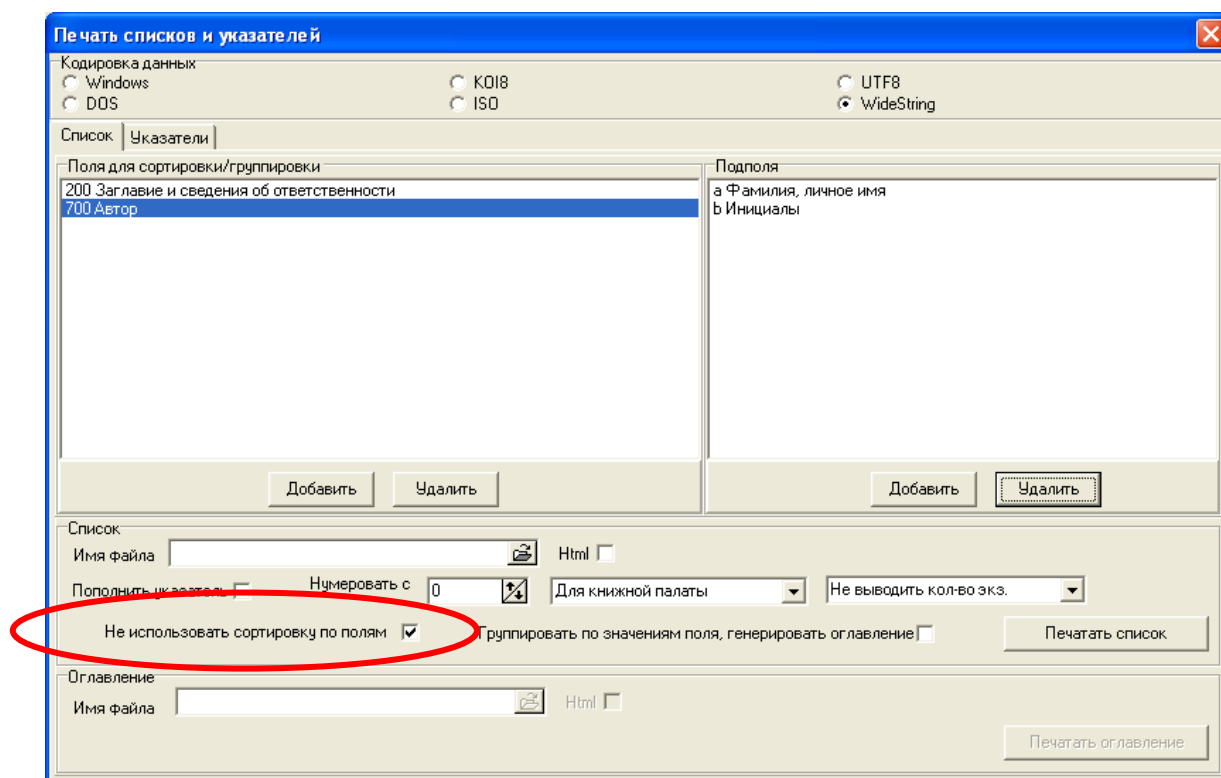 Печать списков и указателей
Кодировка данных
Windows KOI8 UTF8
DOS ISO WideString
Список Указатели
Поля для сортировки/группировки Подполя
200 Заглавие и сведения об ответственности a Фамилия, личное имя
700 Автор b Инициалы
Добавить Удалить Добавить Удалить
Список
Имя файла Html
Пополнить указатель Нумеровать с 0 Для книжной палаты Не выводить кол-во экз.
Не использовать сортировку по полям Группировать по значениям поля, генерировать оглавление Печатать список
Оглавление
Имя файла Html
Печатать оглавление